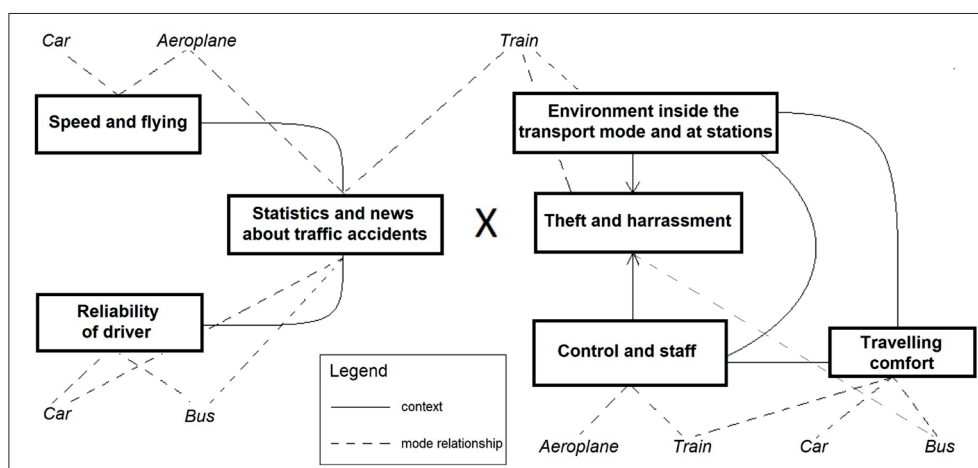 Car
Aeroplane
Train
Speed and flying
Environment inside the
transport mode and at stations
Statistics and news
about traffic accidents
X
Theft and harrassment
Reliability
of driver
Control and staff
Travelling
comfort
Legend
context
mode relationship
Car
Bus
Aeroplane
Train
Car
Bus